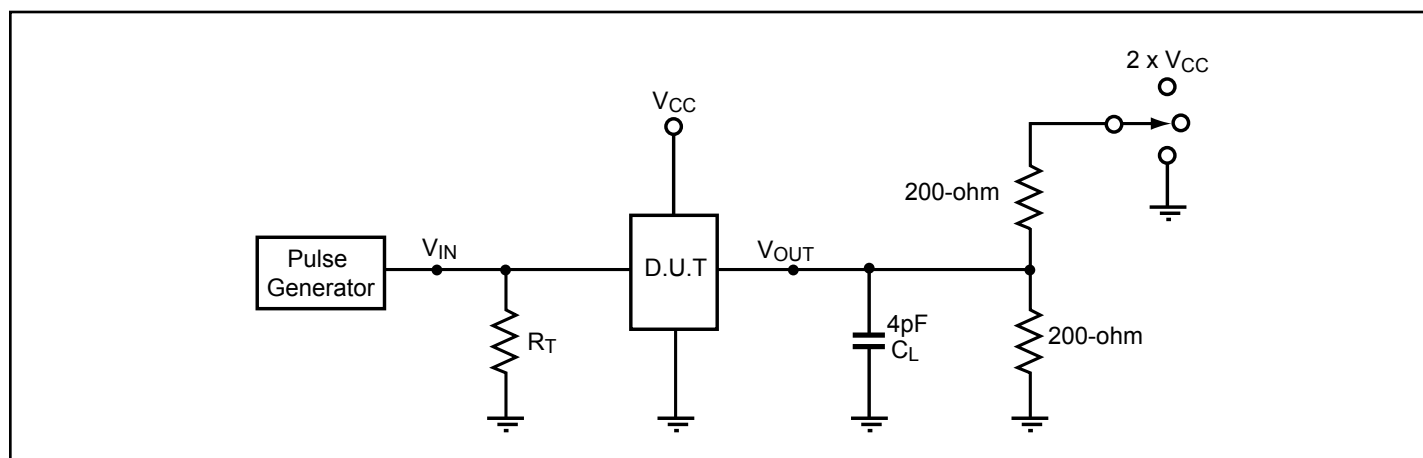 2 x VCC
VCC
200-ohm
Pulse
Generator
VIN
D.U.T
VOUT
RT
4pF
CL
200-ohm